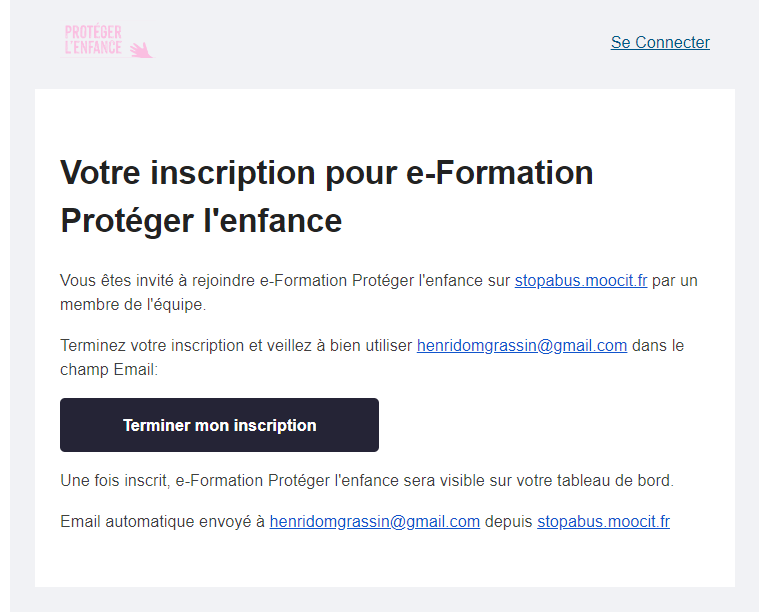 PROTÉGER
L'ENFANCE
Se Connecter
Votre inscription pour e-Formation
Protéger l'enfance
Vous êtes invité à rejoindre e-Formation Protéger l'enfance sur stopabus.moocit.fr par un
membre de l'équipe.
Terminez votre inscription et veillez à bien utiliser henridomgrassin@gmail.com dans le
champ Email:
Terminer mon inscription
Une fois inscrit, e-Formation Protéger l'enfance sera visible sur votre tableau de bord.
Email automatique envoyé à henridomgrassin@gmail.com depuis stopabus.moocit.fr